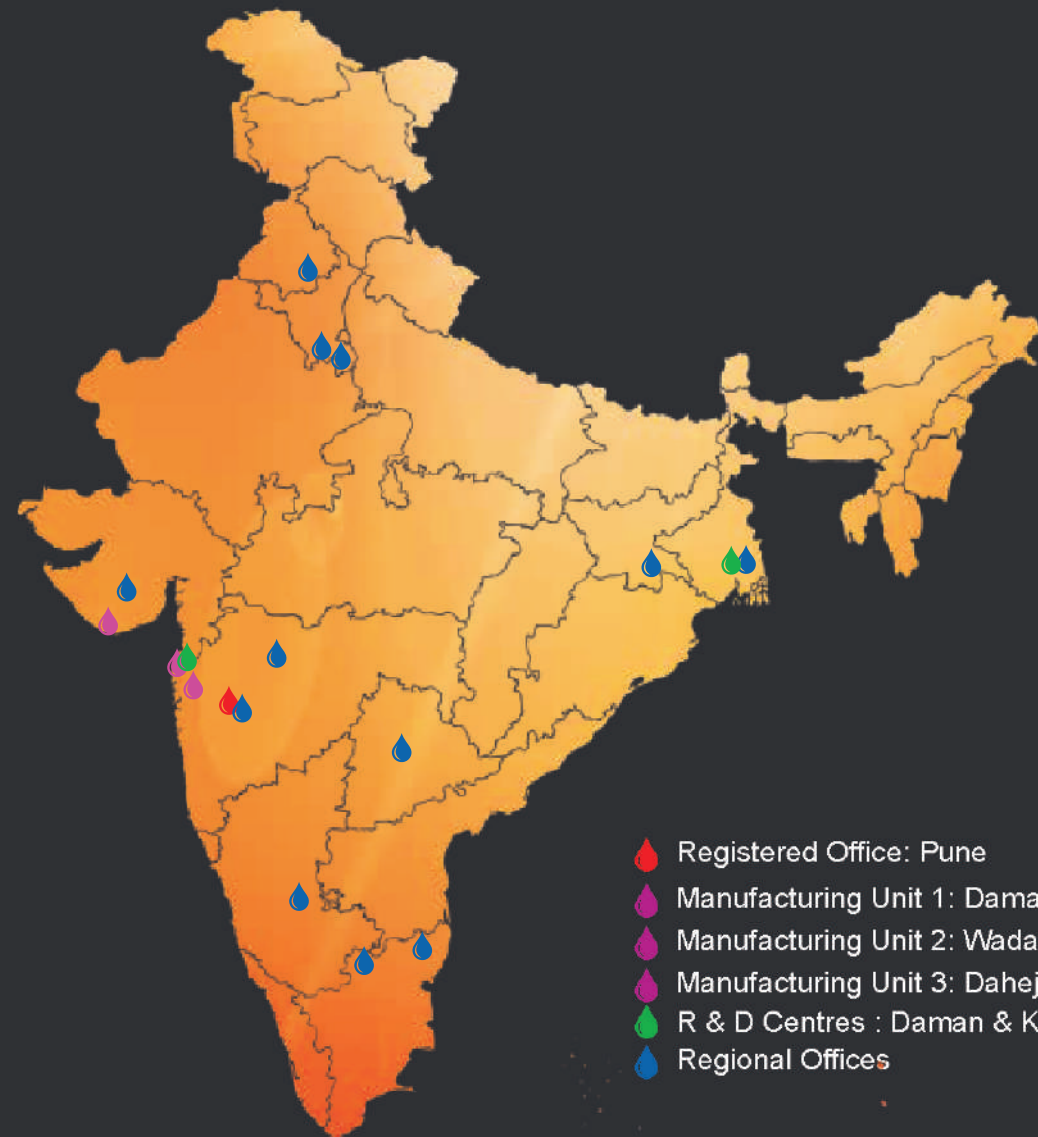 Registered Office: Pune
Manufacturing Unit 1: Dama
Manufacturing Unit 2: Wada
Manufacturing Unit 3: Dahej
R & D Centres : Daman & K
Regional Offices